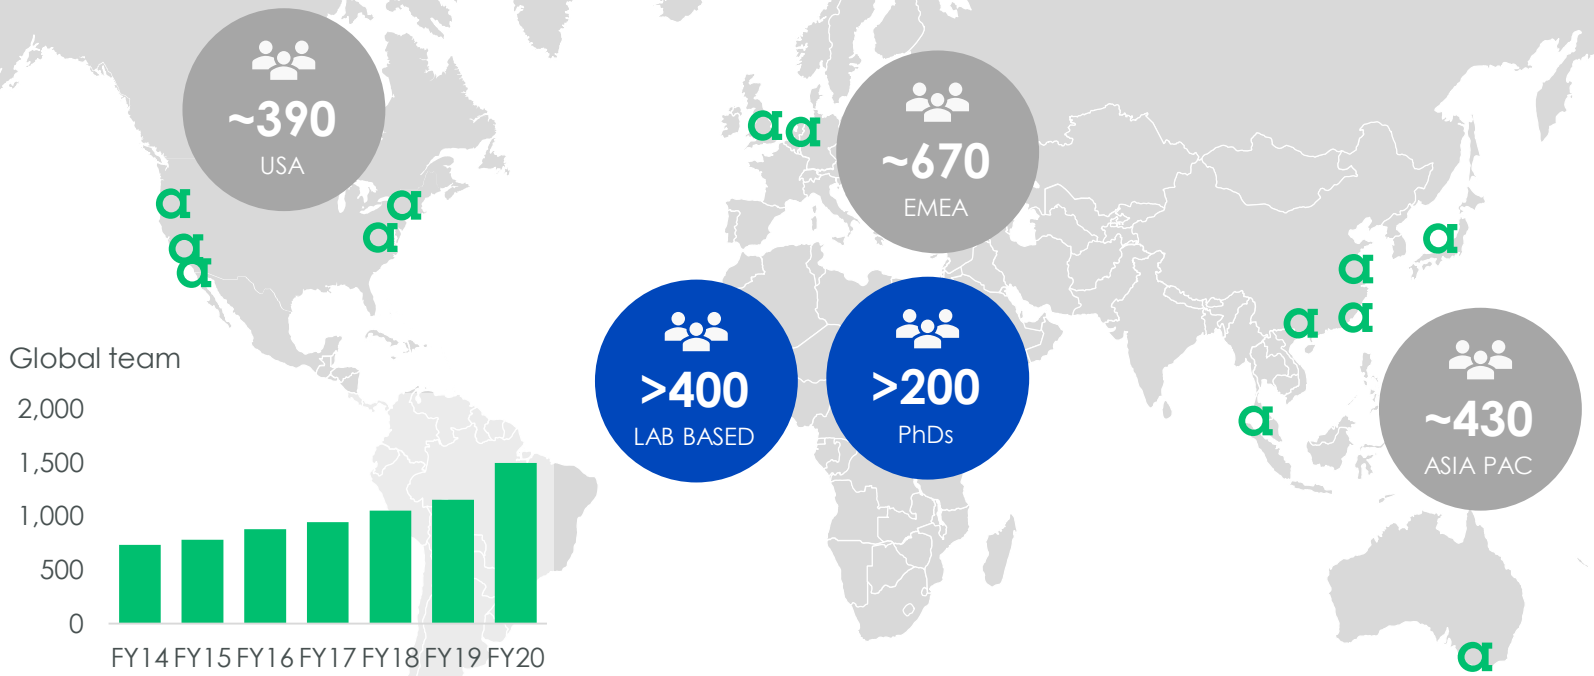 ~390
USA
~670
EMEA
>400
LAB BASED
>200
PhDs
~430
ASIA PAC
Global team
2,000
1,500
1,000
500
0
FY14 FY15 FY16 FY17 FY18 FY19 FY20